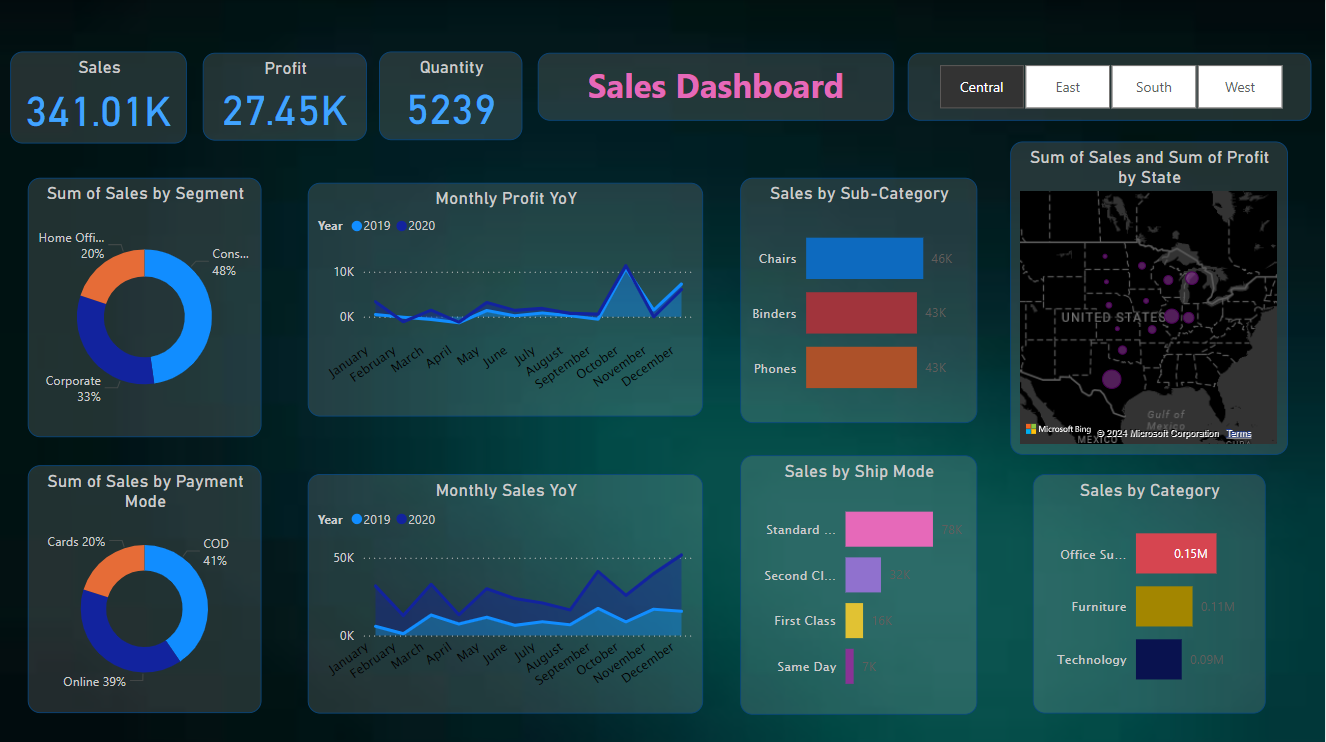 Sales
341.01K
Profit
27.45K
Quantity
5239
Sales Dashboard
Central
East
South
West
Sum of Sales by Segment
Home Offi...
20%
Cons...
48%
Corporate
33%
Monthly Profit YoY
Year 2019 2020
10K
0K
January
February
March
April
May
June
July
August
September
October
November
December
Sales by Sub-Category
Chairs 46K
Binders 43K
Phones 43K
Sum of Sales and Sum of Profit
by State
UNITED STATES
Gulf of
Mexico
MEXICO
CUBA
Microsoft Bing
© 2024 Microsoft Corporation Terms
Sum of Sales by Payment
Mode
Cards 20%
COD
41%
Online 39%
Monthly Sales YoY
Year 2019 2020
50K
0K
January
February
March
April
May
June
July
August
September
October
November
December
Sales by Ship Mode
Standard ...
Second Cl...
First Class 16K
Same Day 7K
Sales by Category
Office Su... 0.15M
Furniture 0.11M
Technology 0.09M